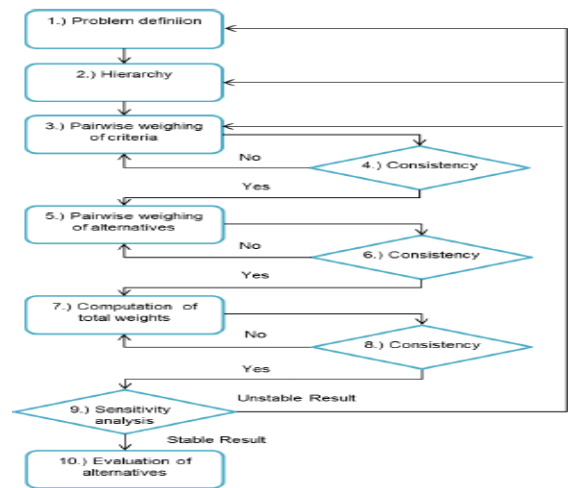 1.) Problem definiion
2.) Hierarchy
3.) Pairwise weighing
of criteria
No
4.) Consistency
Yes
5.) Pairwise weighing
of alternatives
No
6.) Consistency
Yes
7.) Computation of
total weights
No
8.) Consistency
Yes
Unstable Result
9.) Sensitivity
analysis
Stable Result
10.) Evaluation of
alternatives